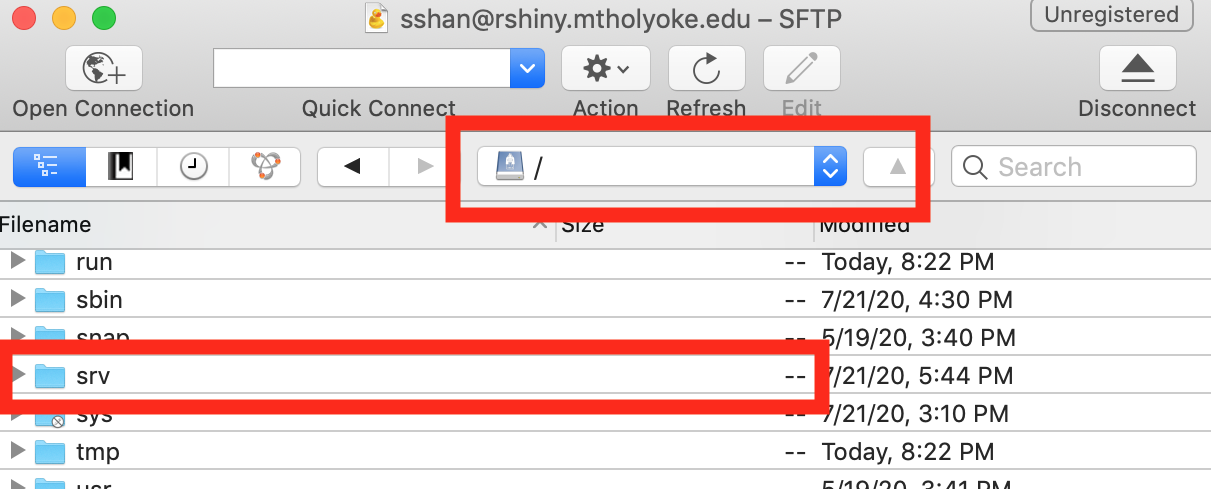 sshan@rshiny.mtholyoke.edu – SFTP
Unregistered
Open Connection Quick Connect Action Refresh Edit Disconnect
/ Search
Filename Size Modified
run -- Today, 8:22 PM
sbin -- 7/21/20, 4:30 PM
snap -- 5/19/20, 3:40 PM
srv -- 7/21/20, 5:44 PM
sys -- 7/21/20, 3:10 PM
tmp -- Today, 8:22 PM
usr -- 5/19/20, 3:41 PM